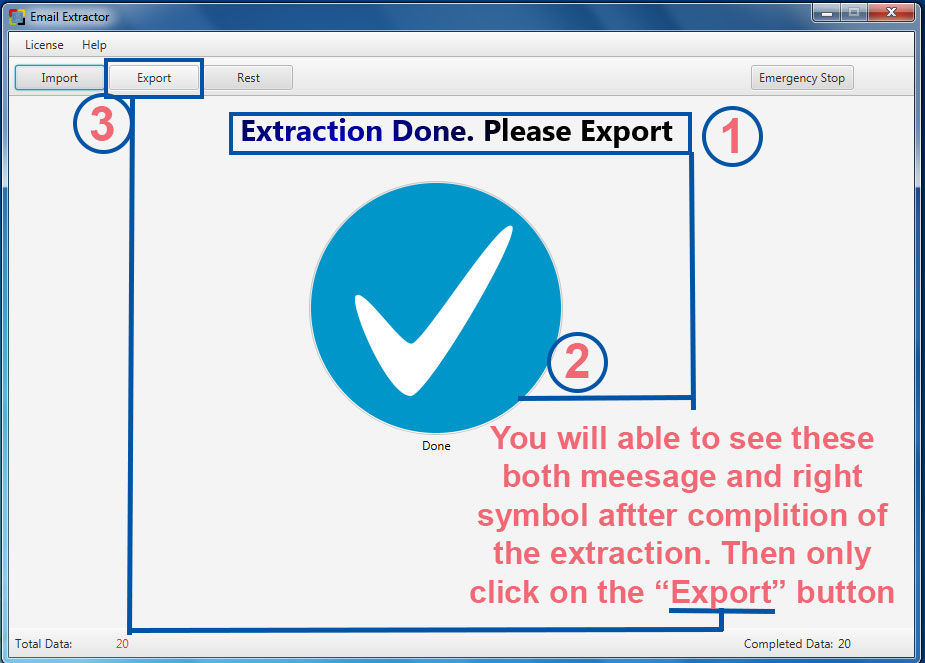 Email Extractor
License Help
Import Export Rest Emergency Stop
3
Extraction Done. Please Export
1
2
Done
You will able to see these
both meesage and right
symbol aftter complition of
the extraction. Then only
click on the “Export” button
Total Data: 20 Completed Data: 20